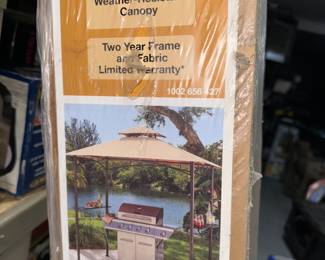 Canopy
Two Year Frame
and Fabric
Limited Warranty*
1002 656 427